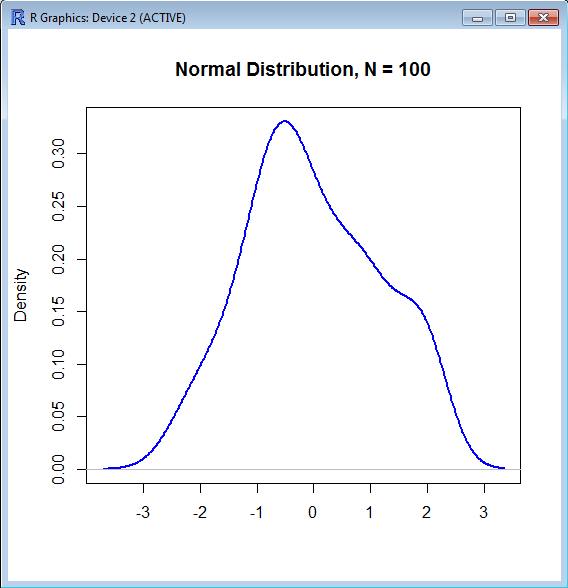 R Graphics: Device 2 (ACTIVE)
Normal Distribution, N = 100
Density
0.30
0.25
0.20
0.15
0.10
0.05
0.00
-3 -2 -1 0 1 2 3